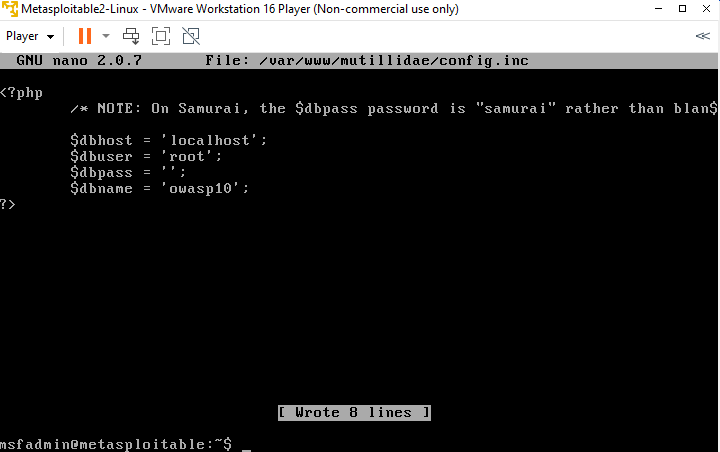 Metasploitable2-Linux - VMware Workstation 16 Player (Non-commercial use only)
Player
GNU nano 2.0.7 File: /var/www/mutillidae/config.inc
<?php
/* NOTE: On Samurai, the $dbpass password is "samurai" rather than blan$
$dbhost = 'localhost';
$dbuser = 'root';
$dbpass = '';
$dbname = 'owasp10';
?>
[ Wrote 8 lines ]
msfadmin@metasploitable:~$ _